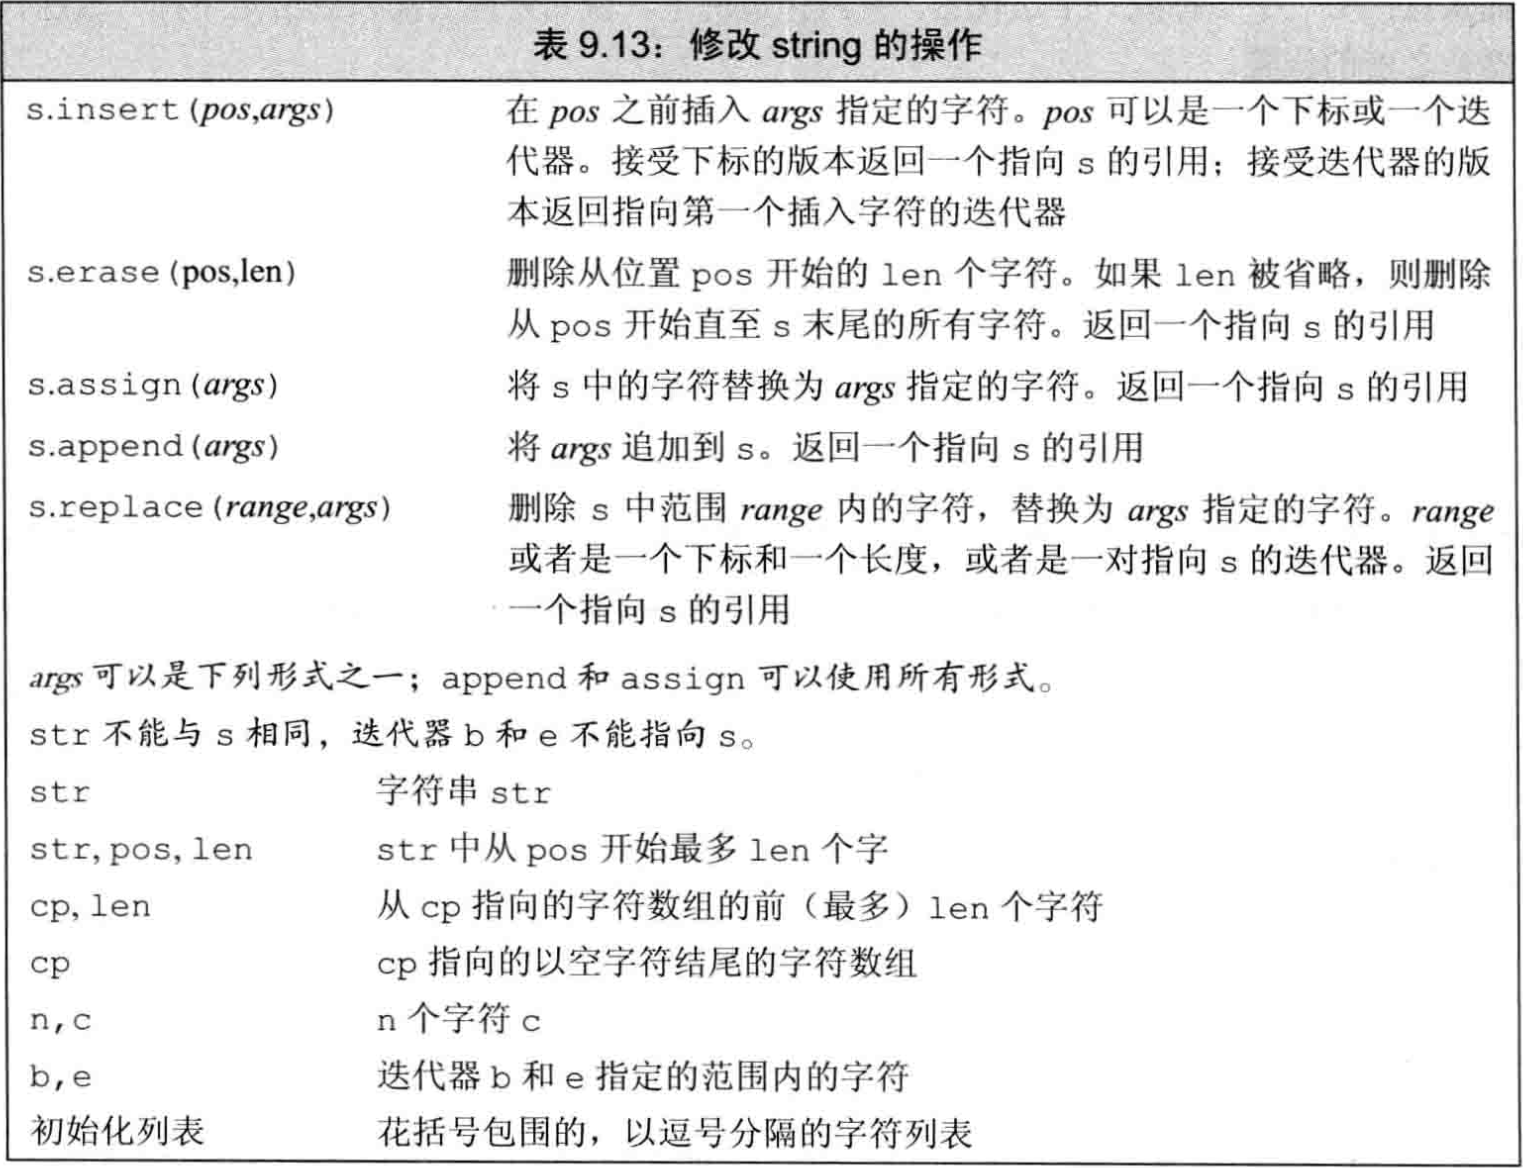 表 9.13：修改 string 的操作
s.insert(pos,args) 在 pos 之前插入 args 指定的字符。pos 可以是一个下标或一个迭
代器。接受下标的版本返回一个指向 s 的引用；接受迭代器的版
本返回指向第一个插入字符的迭代器
s.erase(pos,len) 删除从位置 pos 开始的 len 个字符。如果 len 被省略，则删除
从 pos 开始直至 s 末尾的所有字符。返回一个指向 s 的引用
s.assign(args) 将 s 中的字符替换为 args 指定的字符。返回一个指向 s 的引用
s.append(args) 将 args 追加到 s。返回一个指向 s 的引用
s.replace(range,args) 删除 s 中范围 range 内的字符，替换为 args 指定的字符。range
或者是一个下标和一个长度，或者是一对指向 s 的迭代器。返回
一个指向 s 的引用
args 可以是下列形式之一；append 和 assign 可以使用所有形式。
str 不能与 s 相同，迭代器 b 和 e 不能指向 s。
str 字符串 str
str,pos,len str 中从 pos 开始最多 len 个字
cp,len 从 cp 指向的字符数组的前（最多）len 个字符
cp cp 指向的以空字符结尾的字符数组
n,c n 个字符 c
b,e 迭代器 b 和 e 指定的范围内的字符
初始化列表 花括号包围的，以逗号分隔的字符列表